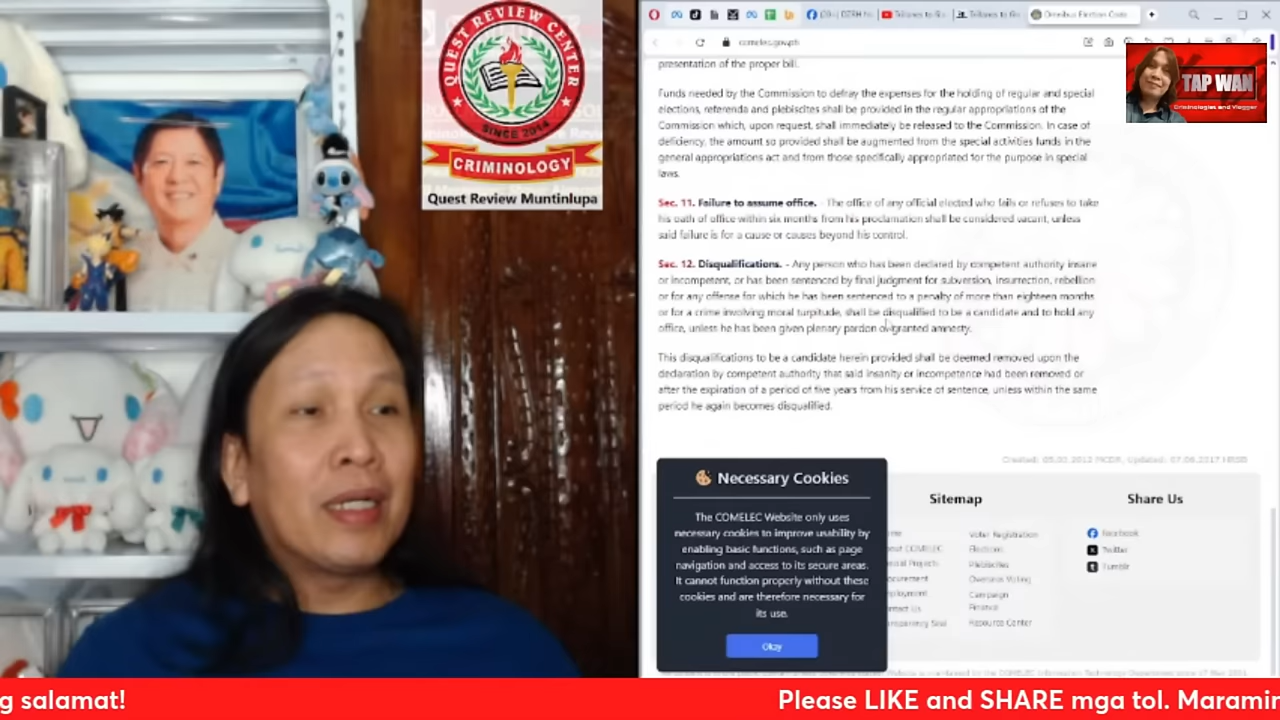 QUEST REVIEW CENTER
SINCE 2014
CRIMINOLOGY
Quest Review Muntinlupa
Omnibus Election Code
comelec.gov.ph
TAP WAN
Criminologist and Vlogger
presentation of the proper bill.
Funds needed by the Commission to defray the expenses for the holding of regular and special
elections, referenda and plebiscites shall be provided in the regular appropriations of the
Commission which, upon request, shall immediately be released to the Commission. In case of
deficiency, the amount so provided shall be augmented from the special activities funds in the
general appropriations act and from those specifically appropriated for the purpose in special
laws.
Sec. 11. Failure to assume office. - The office of any official elected who fails or refuses to take
his oath of office within six months from his proclamation shall be considered vacant, unless
said failure is for a cause or causes beyond his control.
Sec. 12. Disqualifications. - Any person who has been declared by competent authority insane
or incompetent, or has been sentenced by final judgment for subversion, insurrection, rebellion
or for any offense for which he has been sentenced to a penalty of more than eighteen months
or for a crime involving moral turpitude, shall be disqualified to be a candidate and to hold any
office, unless he has been given plenary pardon or granted amnesty.
This disqualifications to be a candidate herein provided shall be deemed removed upon the
declaration by competent authority that said insanity or incompetence had been removed or
after the expiration of a period of five years from his service of sentence, unless within the same
period he again becomes disqualified.
Necessary Cookies
The COMELEC Website only uses
necessary cookies to improve usability by
enabling basic functions, such as page
navigation and access to its secure areas.
It cannot function properly without these
cookies and are therefore necessary for
its use.
Okay
Sitemap
Voter Registration
Elections
Plebiscites
Overseas Voting
Campaign
Finance
Resource Center
Share Us
Facebook
Twitter
Tumblr
g salamat!
Please LIKE and SHARE mga tol. Maramin